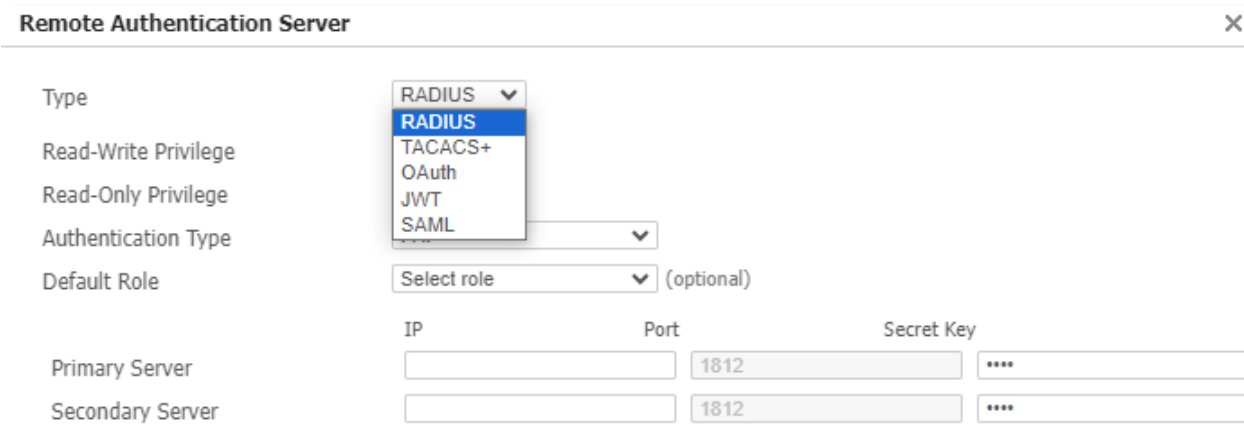 Remote Authentication Server
Type
RADIUS
RADIUS
TACACS+
OAuth
JWT
SAML
Read-Write Privilege
Read-Only Privilege
Authentication Type
Default Role
Select role
(optional)
IP Port Secret Key
Primary Server 1812 ••••
Secondary Server 1812 ••••